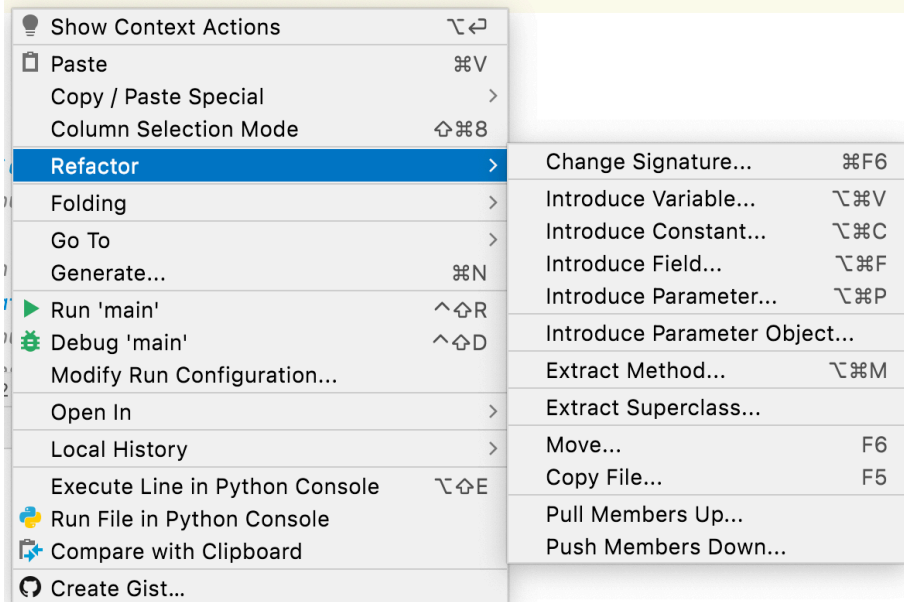 Show Context Actions ⌥⏎
Paste ⌘V
Copy / Paste Special
Column Selection Mode ⇧⌘8
Refactor
Folding
Go To
Generate... ⌘N
Run 'main' ^⇧R
Debug 'main' ^⇧D
Modify Run Configuration...
Open In
Local History
Execute Line in Python Console ⌥⇧E
Run File in Python Console
Compare with Clipboard
Create Gist...
Change Signature... ⌘F6
Introduce Variable... ⌥⌘V
Introduce Constant... ⌥⌘C
Introduce Field... ⌥⌘F
Introduce Parameter... ⌥⌘P
Introduce Parameter Object...
Extract Method... ⌥⌘M
Extract Superclass...
Move... F6
Copy File... F5
Pull Members Up...
Push Members Down...